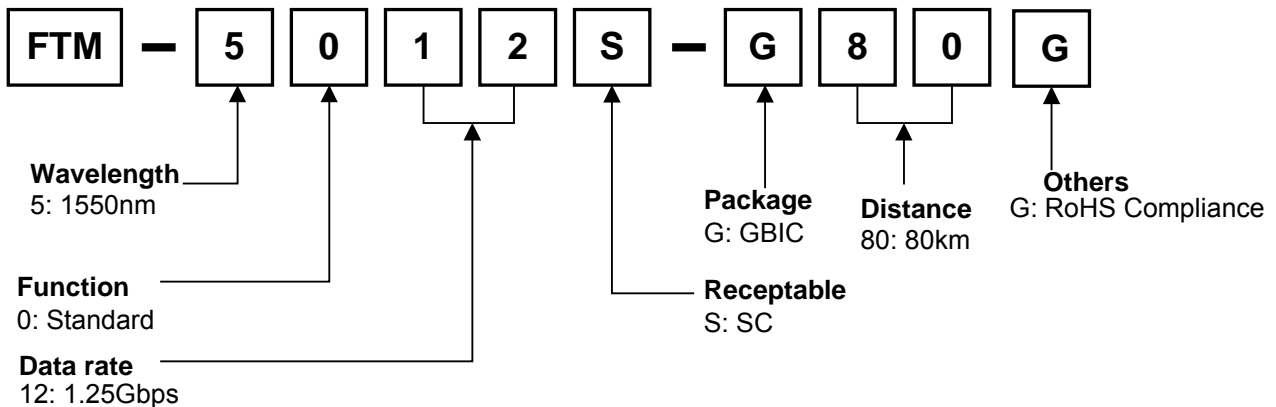 FTM – 5 0 1 2 S – G 8 0 G
Wavelength
5: 1550nm
Function
0: Standard
Data rate
12: 1.25Gbps
Package
G: GBIC
Receptable
S: SC
Distance
80: 80km
Others
G: RoHS Compliance